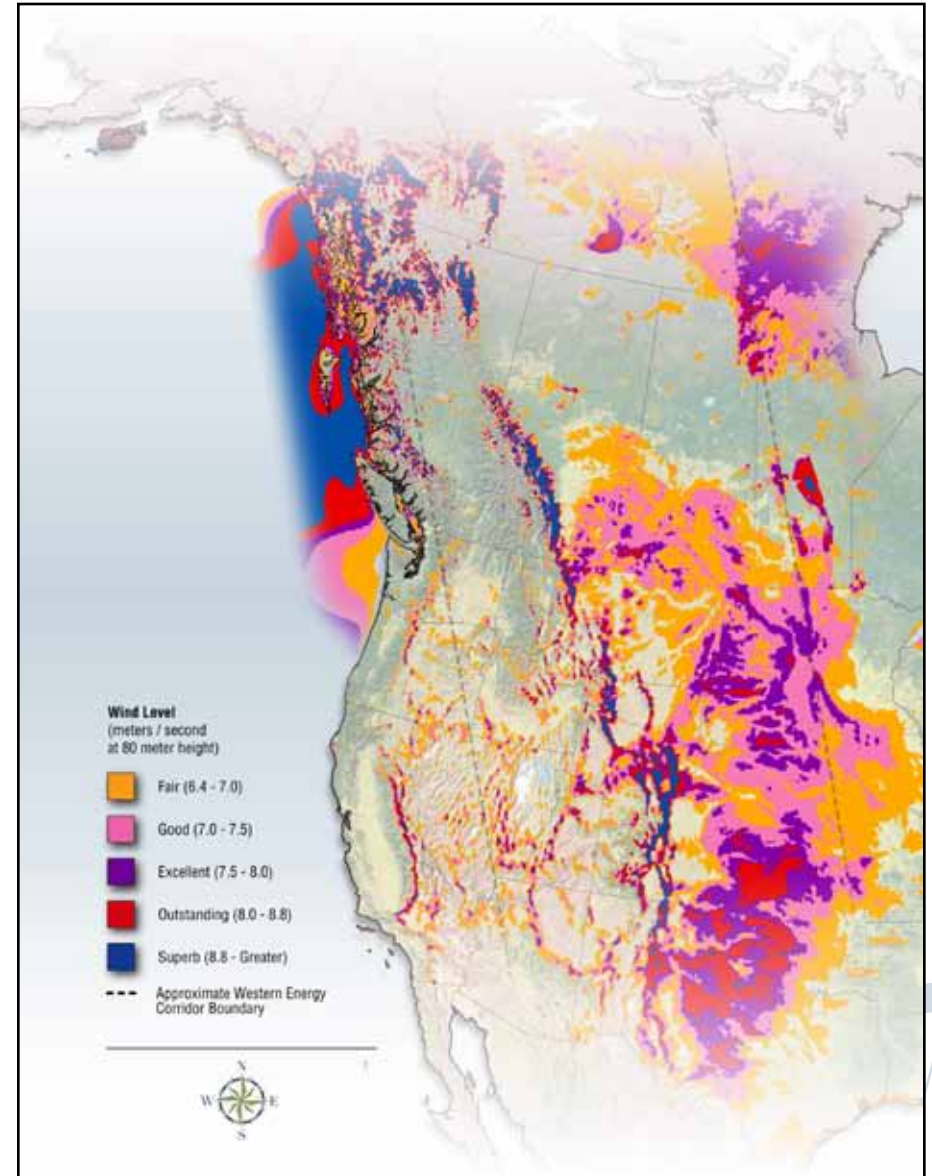 Wind Level
(meters / second
at 80 meter height)
Fair (6.4 - 7.0)
Good (7.0 - 7.5)
Excellent (7.5 - 8.0)
Outstanding (8.0 - 8.8)
Superb (8.8 - Greater)
Approximate Western Energy
Corridor Boundary
N
W E
S